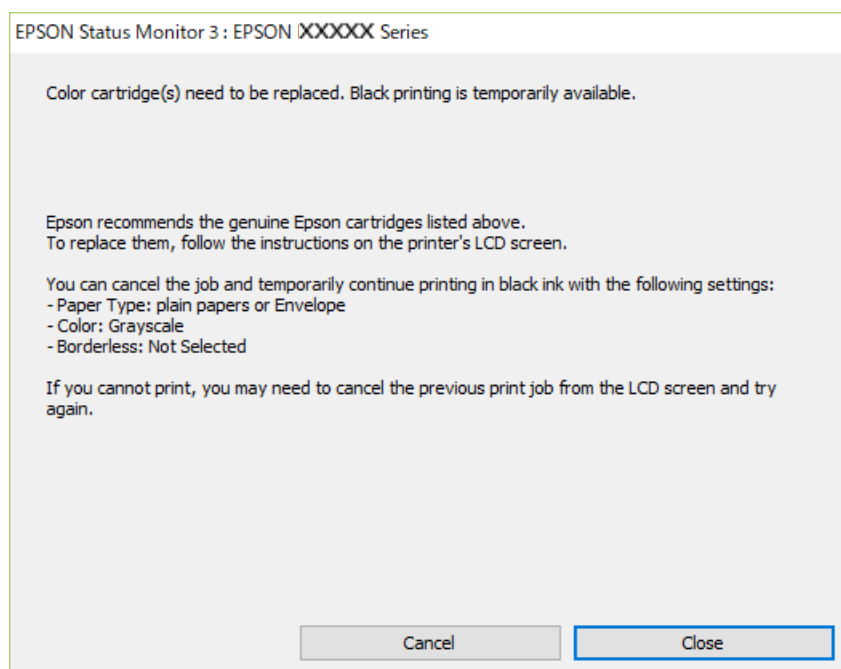 EPSON Status Monitor 3 : EPSON XXXXX Series
Color cartridge(s) need to be replaced. Black printing is temporarily available.
Epson recommends the genuine Epson cartridges listed above.
To replace them, follow the instructions on the printer's LCD screen.
You can cancel the job and temporarily continue printing in black ink with the following settings:
- Paper Type: plain papers or Envelope
- Color: Grayscale
- Borderless: Not Selected
If you cannot print, you may need to cancel the previous print job from the LCD screen and try
again.
Cancel
Close